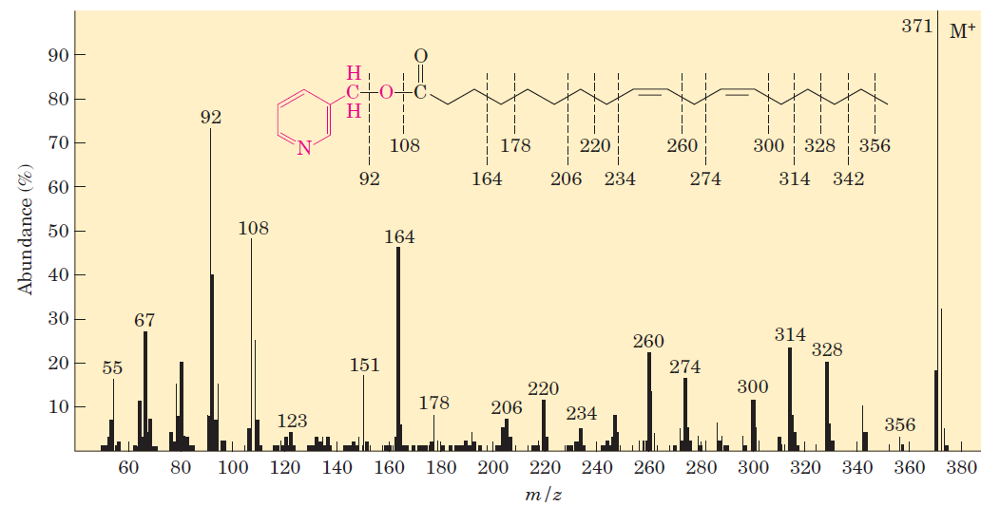 371 M+
90
O
H
C O C
H
80
92
N
108 178 220 260 300 328 356
70
92 164 206 234 274 314 342
60
Abundance (%)
50
108
164
40
30
67
260 314
274 328
20
55
151
300
220
178 206 234
10
123
356
60 80 100 120 140 160 180 200 220 240 260 280 300 320 340 360 380
m/z